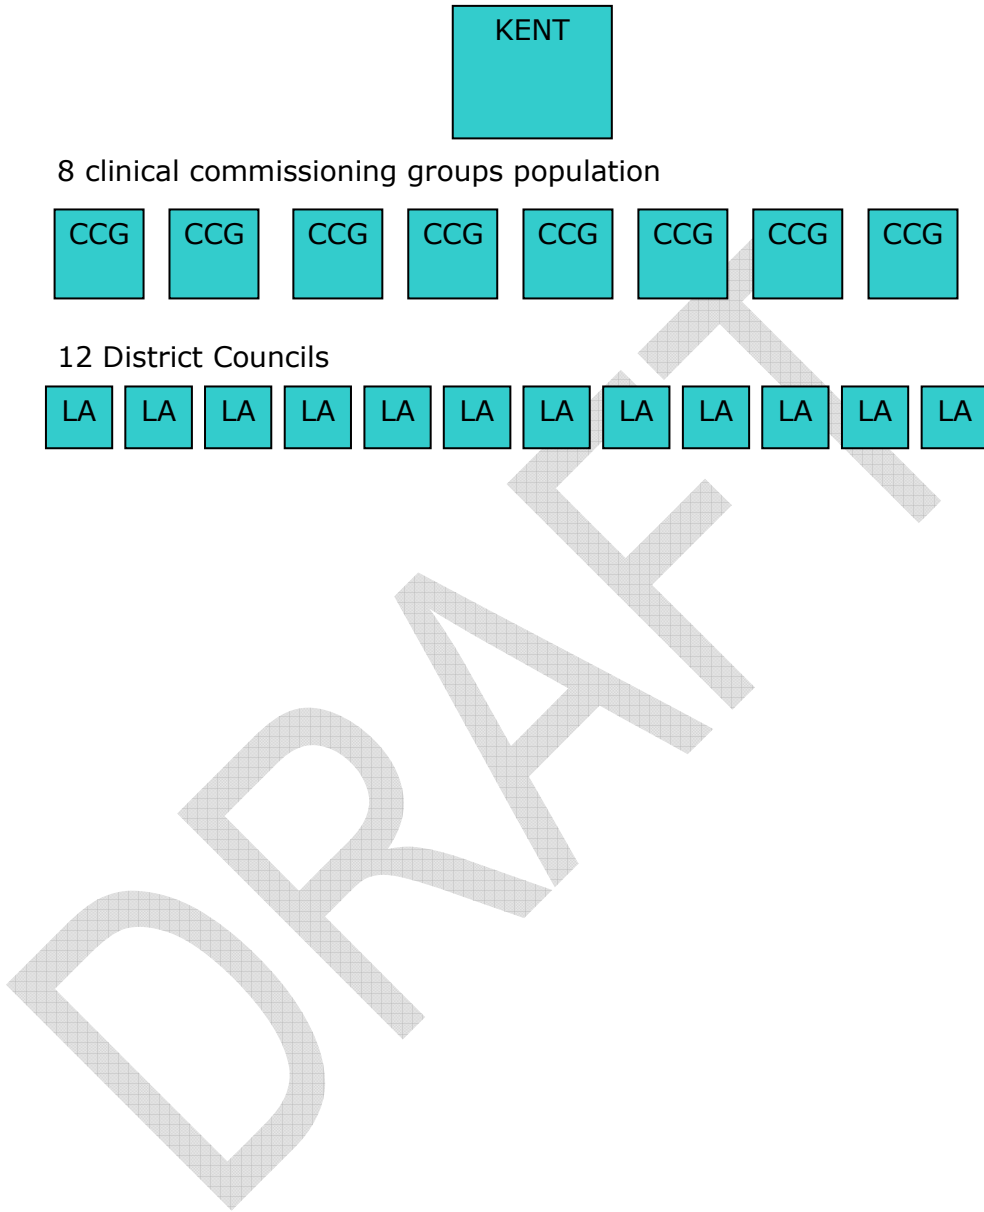 KENT
8 clinical commissioning groups population
CCG CCG CCG CCG CCG CCG CCG CCG
12 District Councils
LA LA LA LA LA LA LA LA LA LA LA LA
DRAFT